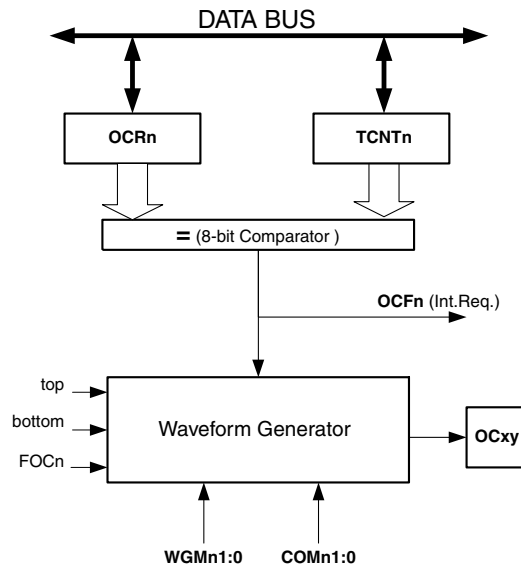 DATA BUS
OCRn
TCNTn
= (8-bit Comparator )
OCFn (Int.Req.)
top
bottom
FOCn
Waveform Generator
OCxy
WGMn1:0
COMn1:0